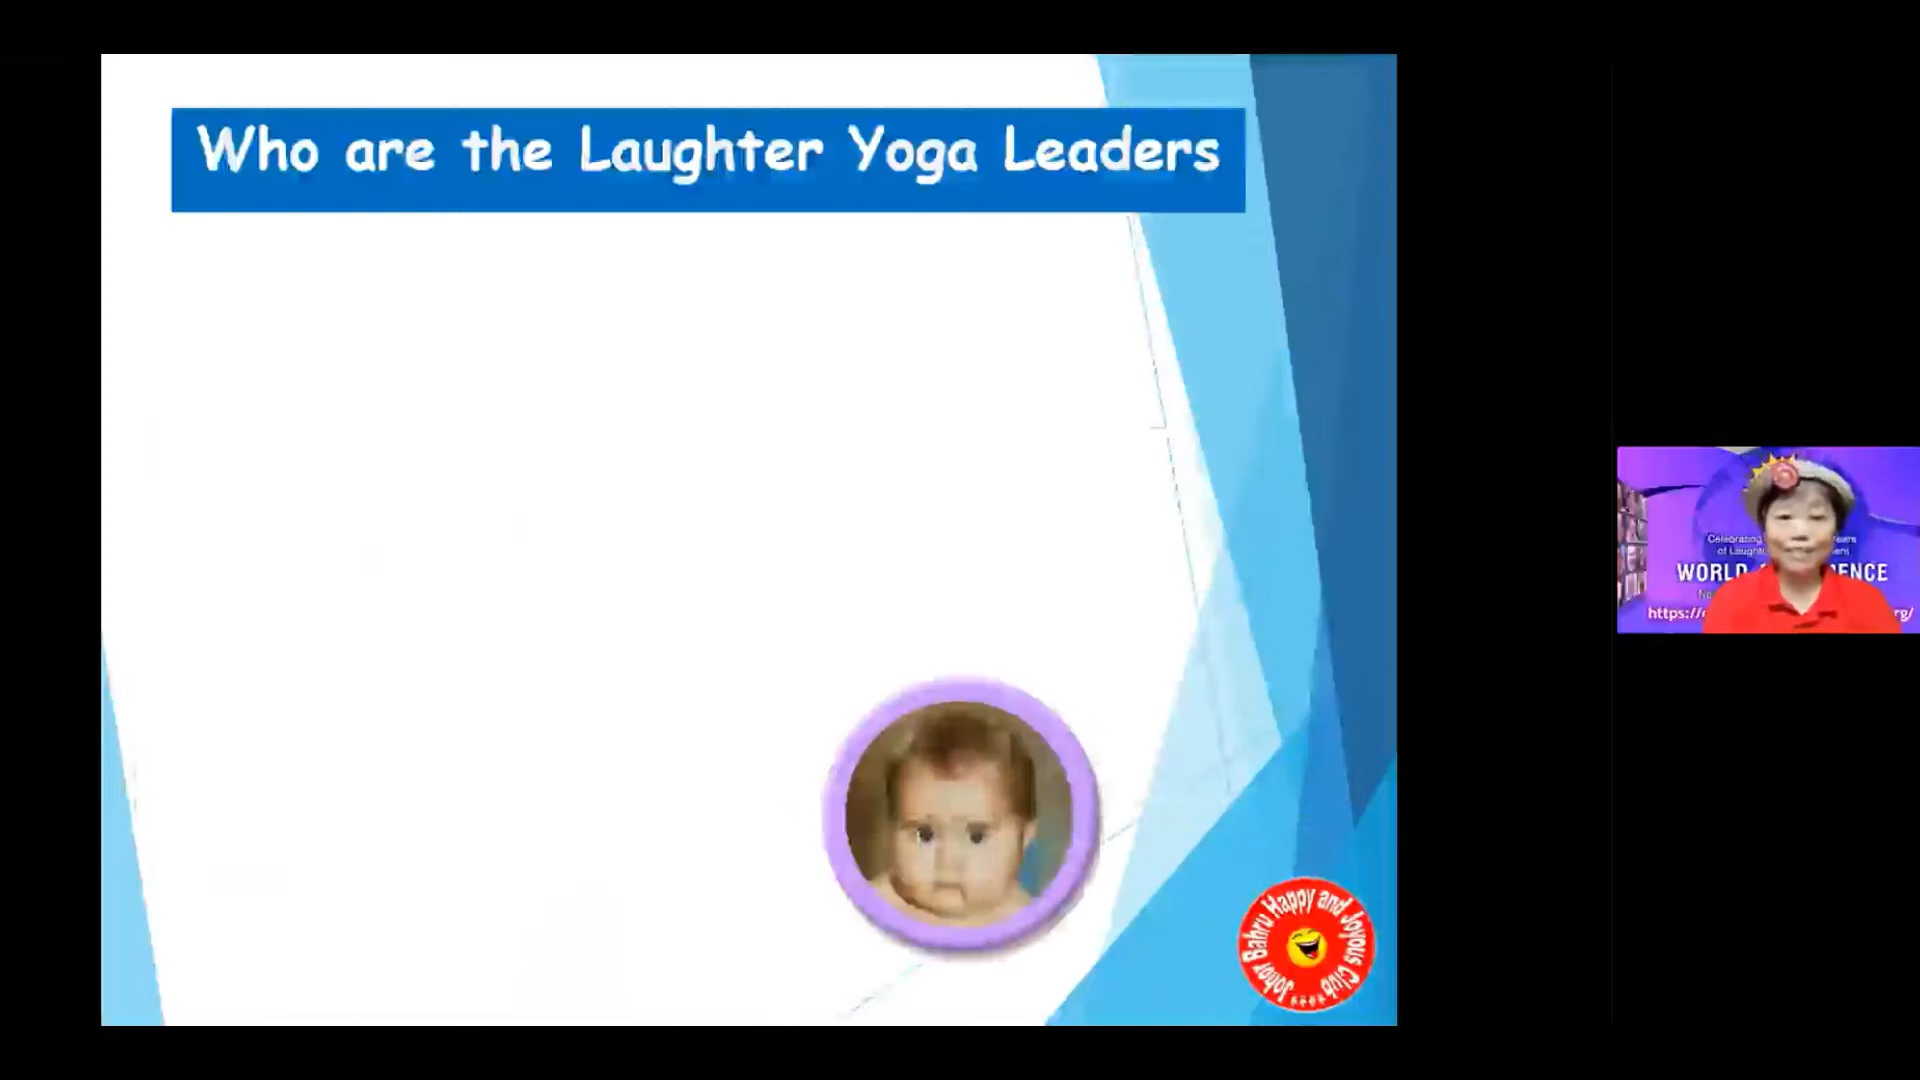 Who are the Laughter Yoga Leaders
Johor Bahru Happy and Joyous Club
Celebrating
of Laught
WORLD
ENCE
https://
rg/